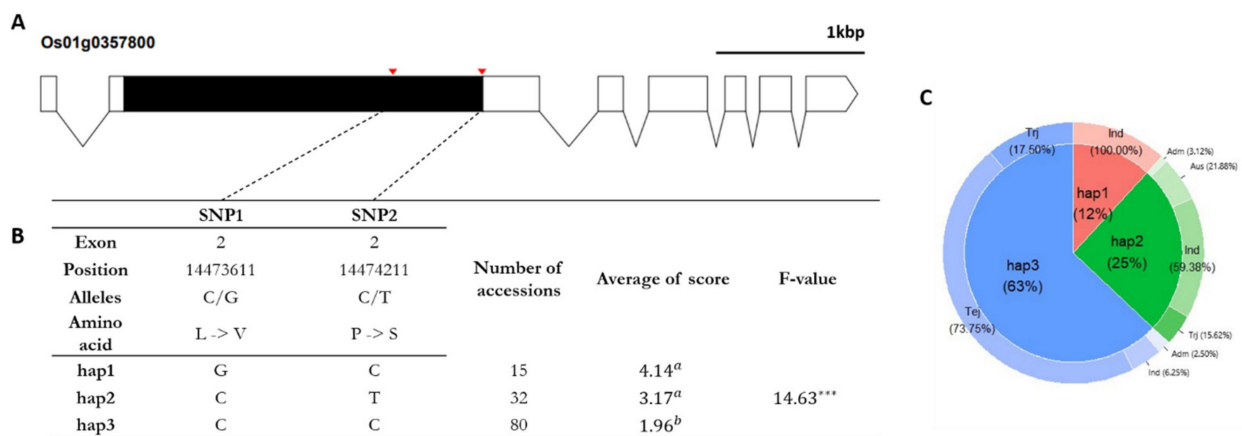 A
Os01g0357800
1kbp
B
SNP1 SNP2
Exon 2 2
Position 14473611 14474211
Alleles C/G C/T
Amino acid L -> V P -> S
Number of accessions
Average of score
F-value
hap1 G C 15 4.14a
hap2 C T 32 3.17a 14.63***
hap3 C C 80 1.96b
C
Trj
(17.50%)
Ind
(100.00%)
Adm (3.12%)
Aus (21.88%)
hap1
(12%)
hap2
(25%)
Ind
(59.38%)
hap3
(63%)
Tej
(73.75%)
Trj (15.62%)
Adm (2.50%)
Ind (6.25%)